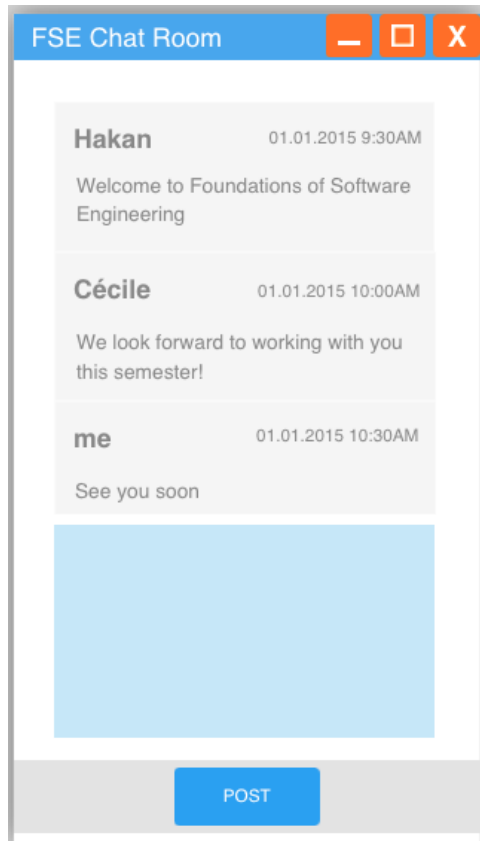 FSE Chat Room X
Hakan 01.01.2015 9:30AM
Welcome to Foundations of Software
Engineering
Cécile 01.01.2015 10:00AM
We look forward to working with you
this semester!
me 01.01.2015 10:30AM
See you soon
POST